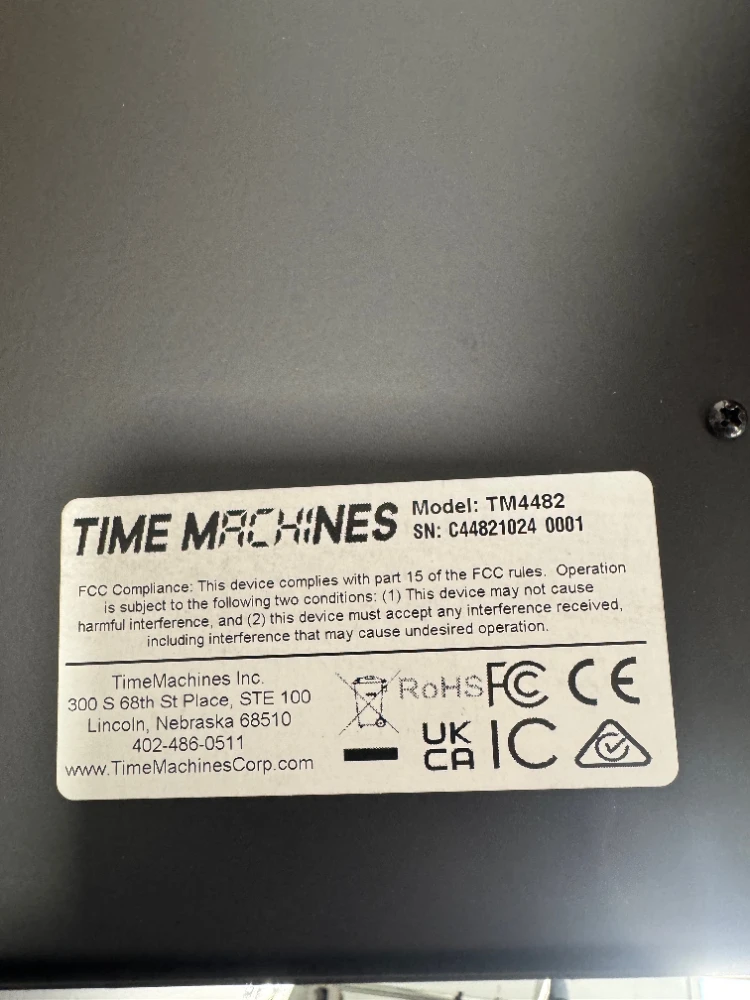 TIME MACHINES
Model: TM4482
SN: C44821024 0001
FCC Compliance: This device complies with part 15 of the FCC rules. Operation
is subject to the following two conditions: (1) This device may not cause
harmful interference, and (2) this device must accept any interference received,
including interference that may cause undesired operation.
TimeMachines Inc.
300 S 68th St Place, STE 100
Lincoln, Nebraska 68510
402-486-0511
www.TimeMachinesCorp.com
RoHS FC CE
UK
CA IC